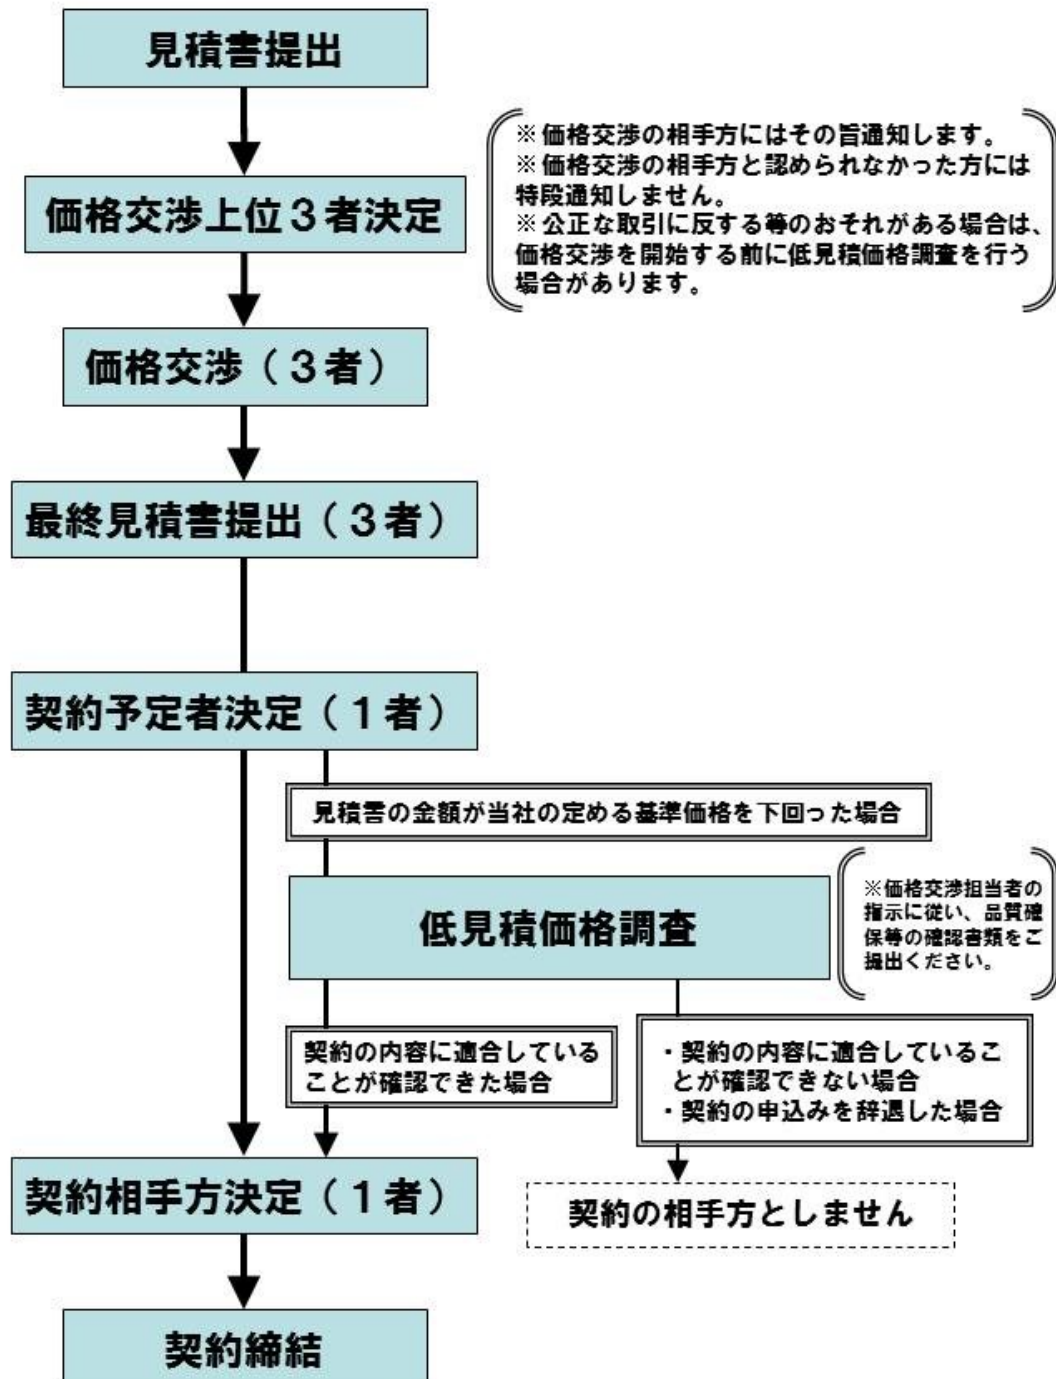 見積書提出
※価格交渉の相手方にはその旨通知します。
※価格交渉の相手方と認められなかった方には
特段通知しません。
※公正な取引に反する等のおそれがある場合は、
価格交渉を開始する前に低見積価格調査を行う
場合があります。
価格交渉上位３者決定
価格交渉（３者）
最終見積書提出（３者）
契約予定者決定（１者）
見積書の金額が当社の定める基準価格を下回った場合
低見積価格調査
※価格交渉担当者の
指示に従い、品質確
保等の確認書類をご
提出ください。
契約の内容に適合している
ことが確認できた場合
・契約の内容に適合しているこ
とが確認できない場合
・契約の申込みを辞退した場合
契約相手方決定（１者）
契約の相手方としません
契約締結